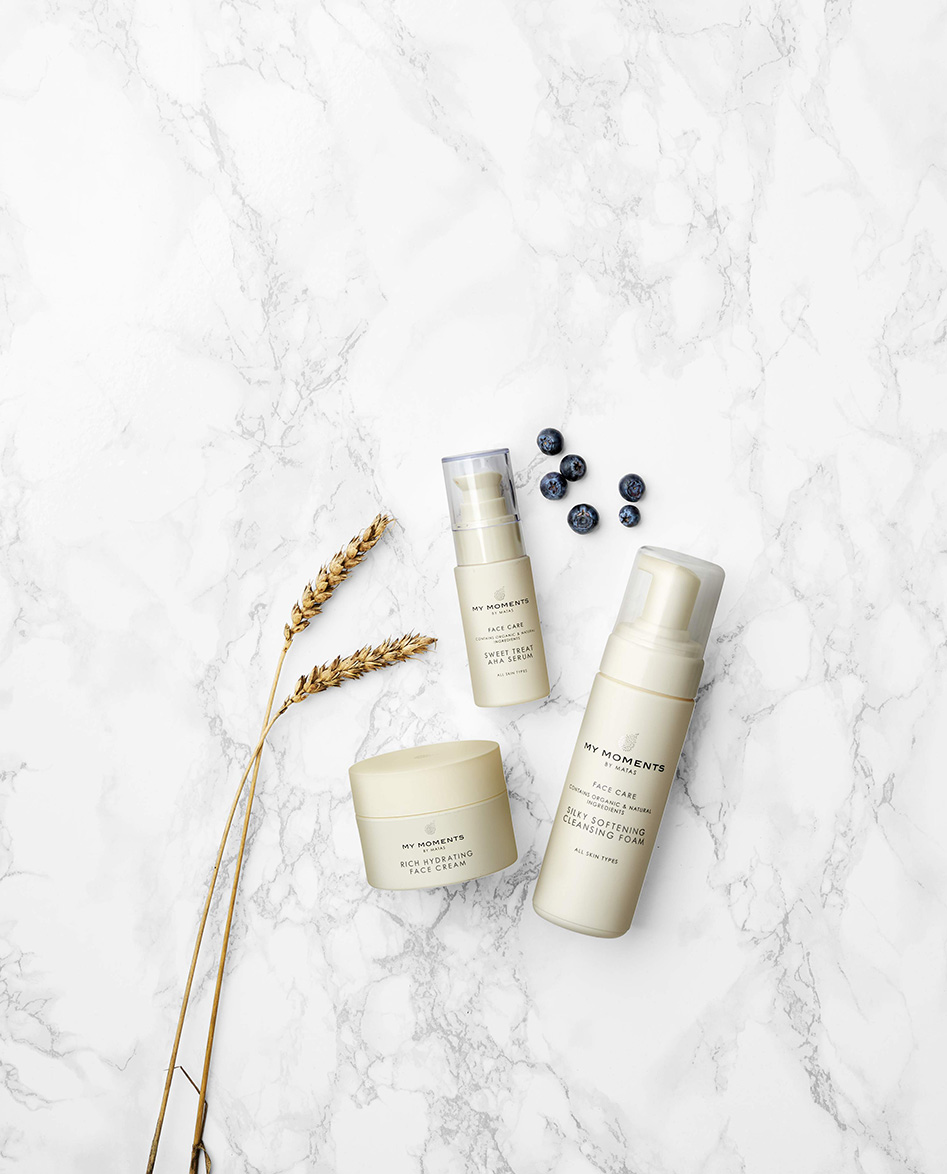 MY MOMENTS
BY MATAS
FACE CARE
CONTAINS ORGANIC & NATURAL
INGREDIENTS
SWEET TREAT
AHA SERUM
ALL SKIN TYPES
MY MOMENTS
BY MATAS
FACE CARE
CONTAINS ORGANIC & NATURAL
INGREDIENTS
SILKY SOFTENING
CLEANSING FOAM
ALL SKIN TYPES
MY MOMENTS
BY MATAS
RICH HYDRATING
FACE CREAM